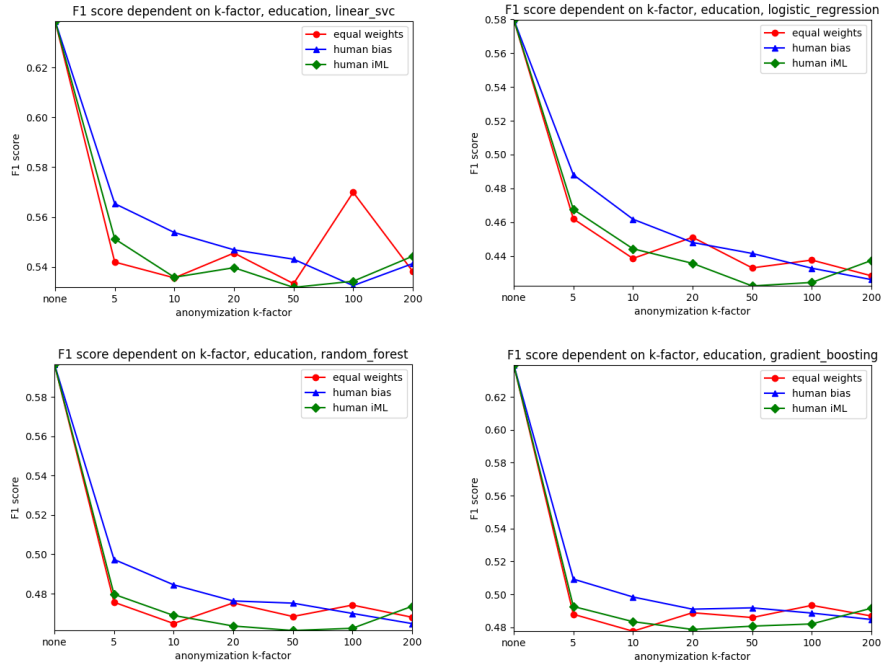 F1 score dependent on k-factor, education, linear_svc
equal weights
human bias
human iML
F1 score
0.62
0.60
0.58
0.56
0.54
none 5 10 20 50 100 200
anonymization k-factor
F1 score dependent on k-factor, education, logistic_regression
equal weights
human bias
human iML
F1 score
0.58
0.56
0.54
0.52
0.50
0.48
0.46
0.44
none 5 10 20 50 100 200
anonymization k-factor
F1 score dependent on k-factor, education, random_forest
equal weights
human bias
human iML
F1 score
0.58
0.56
0.54
0.52
0.50
0.48
none 5 10 20 50 100 200
anonymization k-factor
F1 score dependent on k-factor, education, gradient_boosting
equal weights
human bias
human iML
F1 score
0.62
0.60
0.58
0.56
0.54
0.52
0.50
0.48
none 5 10 20 50 100 200
anonymization k-factor